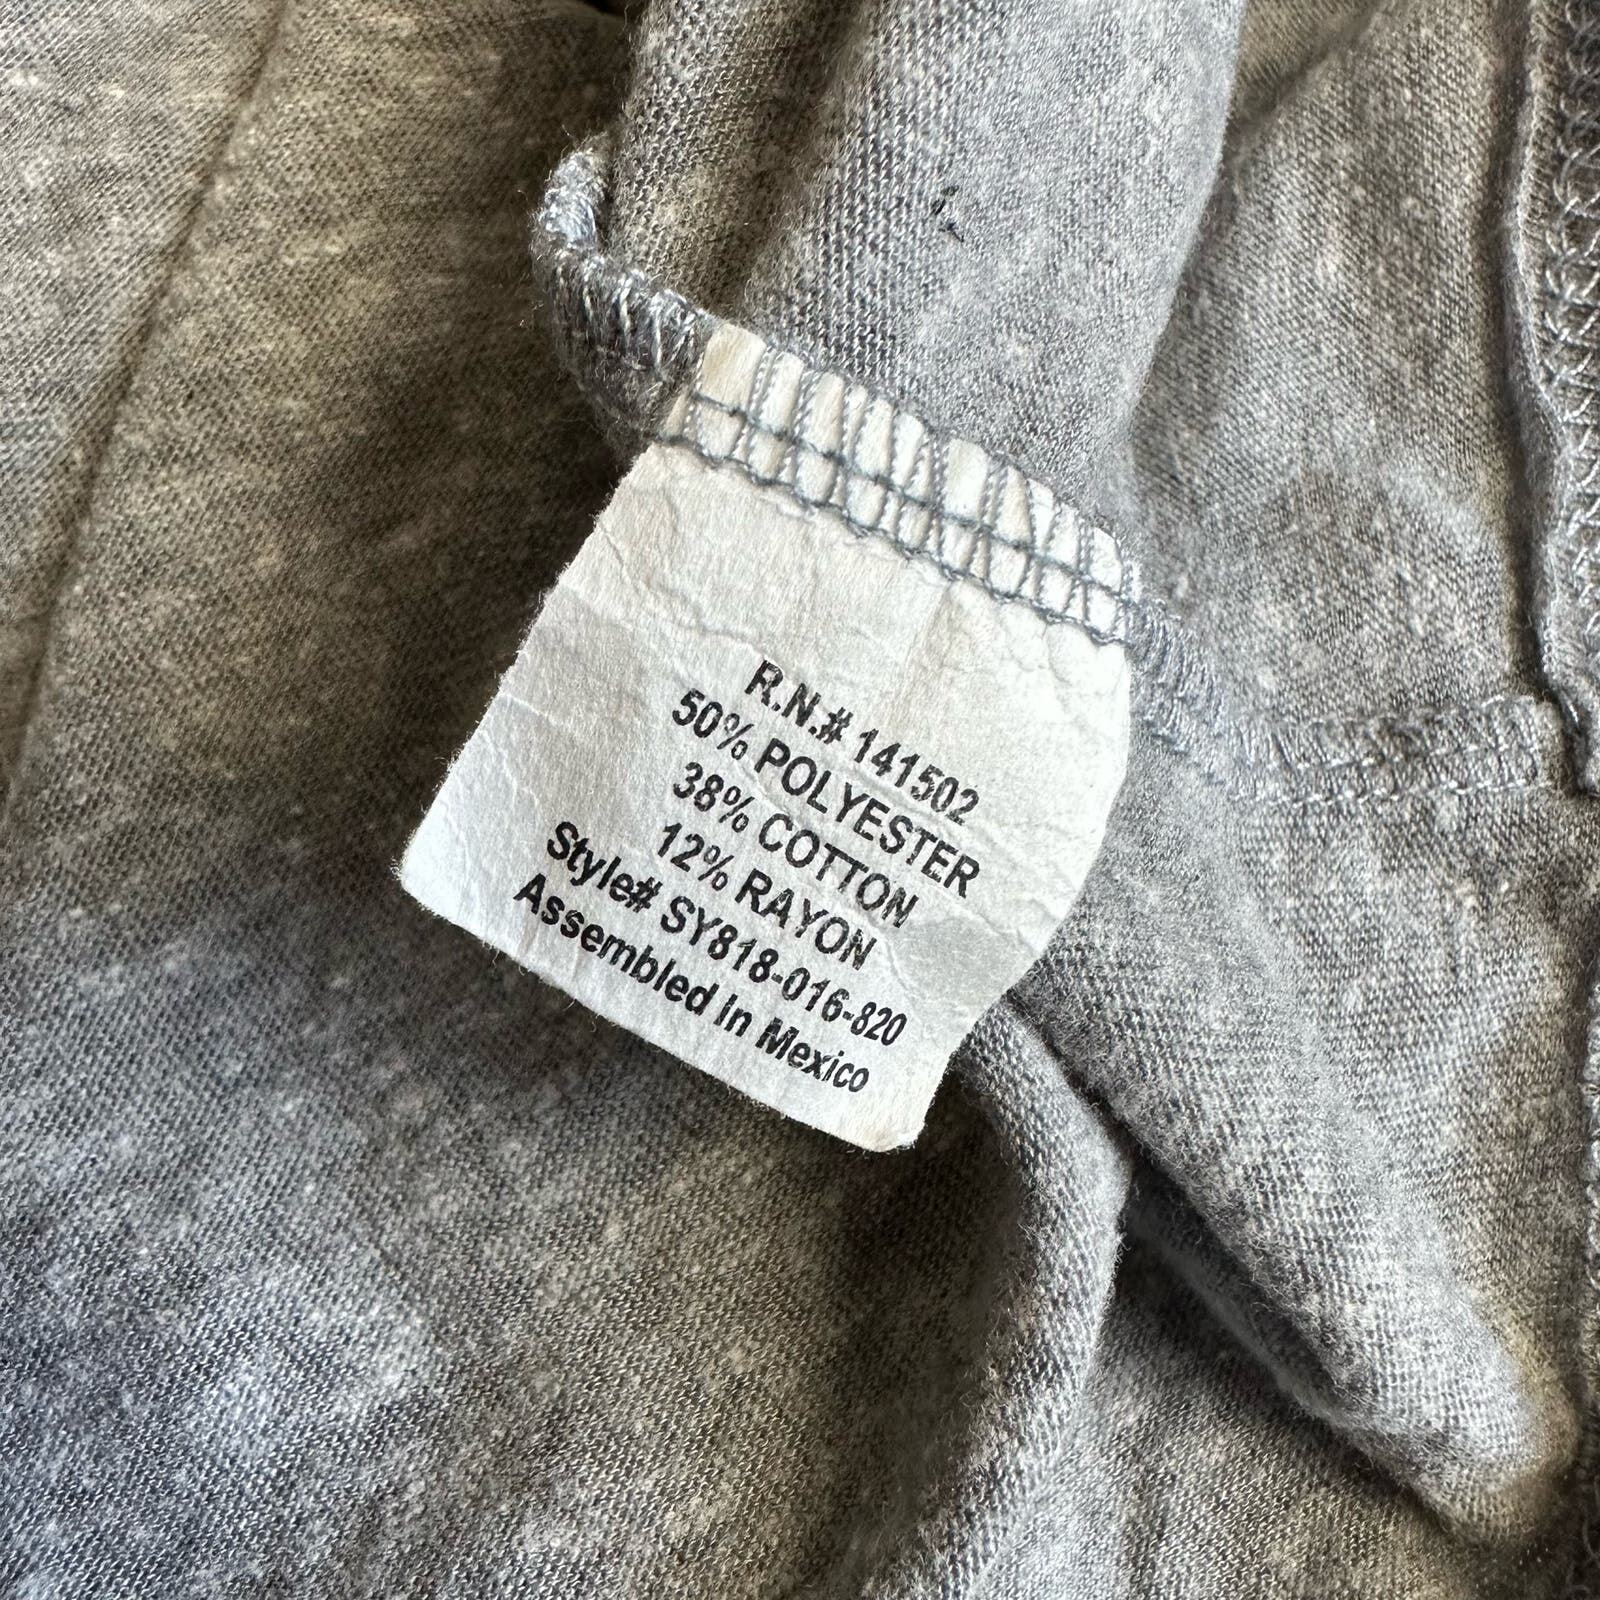 R.N.# 141502
50% POLYESTER
38% COTTON
12% RAYON
Style# SY818-016-820
Assembled in Mexico